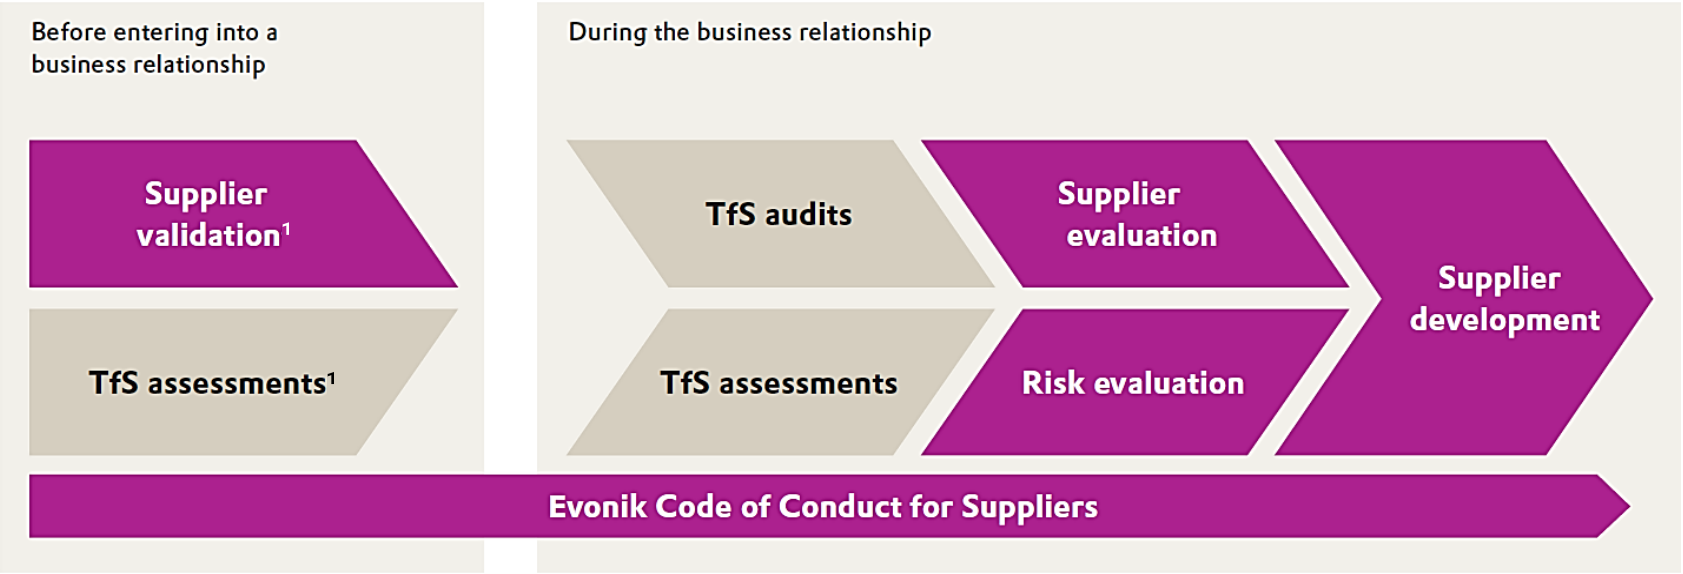 Before entering into a
business relationship
Supplier
validation¹
TfS assessments¹
During the business relationship
TfS audits
Supplier
evaluation
TfS assessments
Risk evaluation
Supplier
development
Evonik Code of Conduct for Suppliers